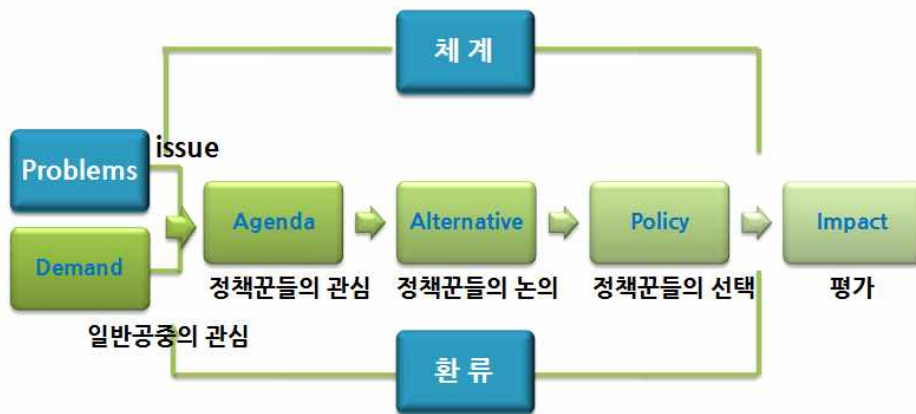 체 계
Problems
issue
Demand
Agenda
Alternative
Policy
Impact
정책꾼들의 관심
정책꾼들의 논의
정책꾼들의 선택
평가
일반공중의 관심
환 류